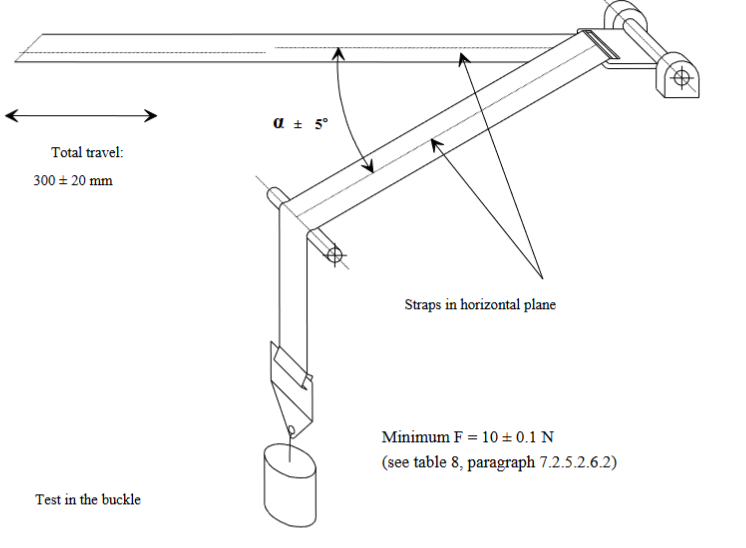 α ± 5°
Total travel:
300 ± 20 mm
Straps in horizontal plane
Minimum F = 10 ± 0.1 N
(see table 8, paragraph 7.2.5.2.6.2)
Test in the buckle